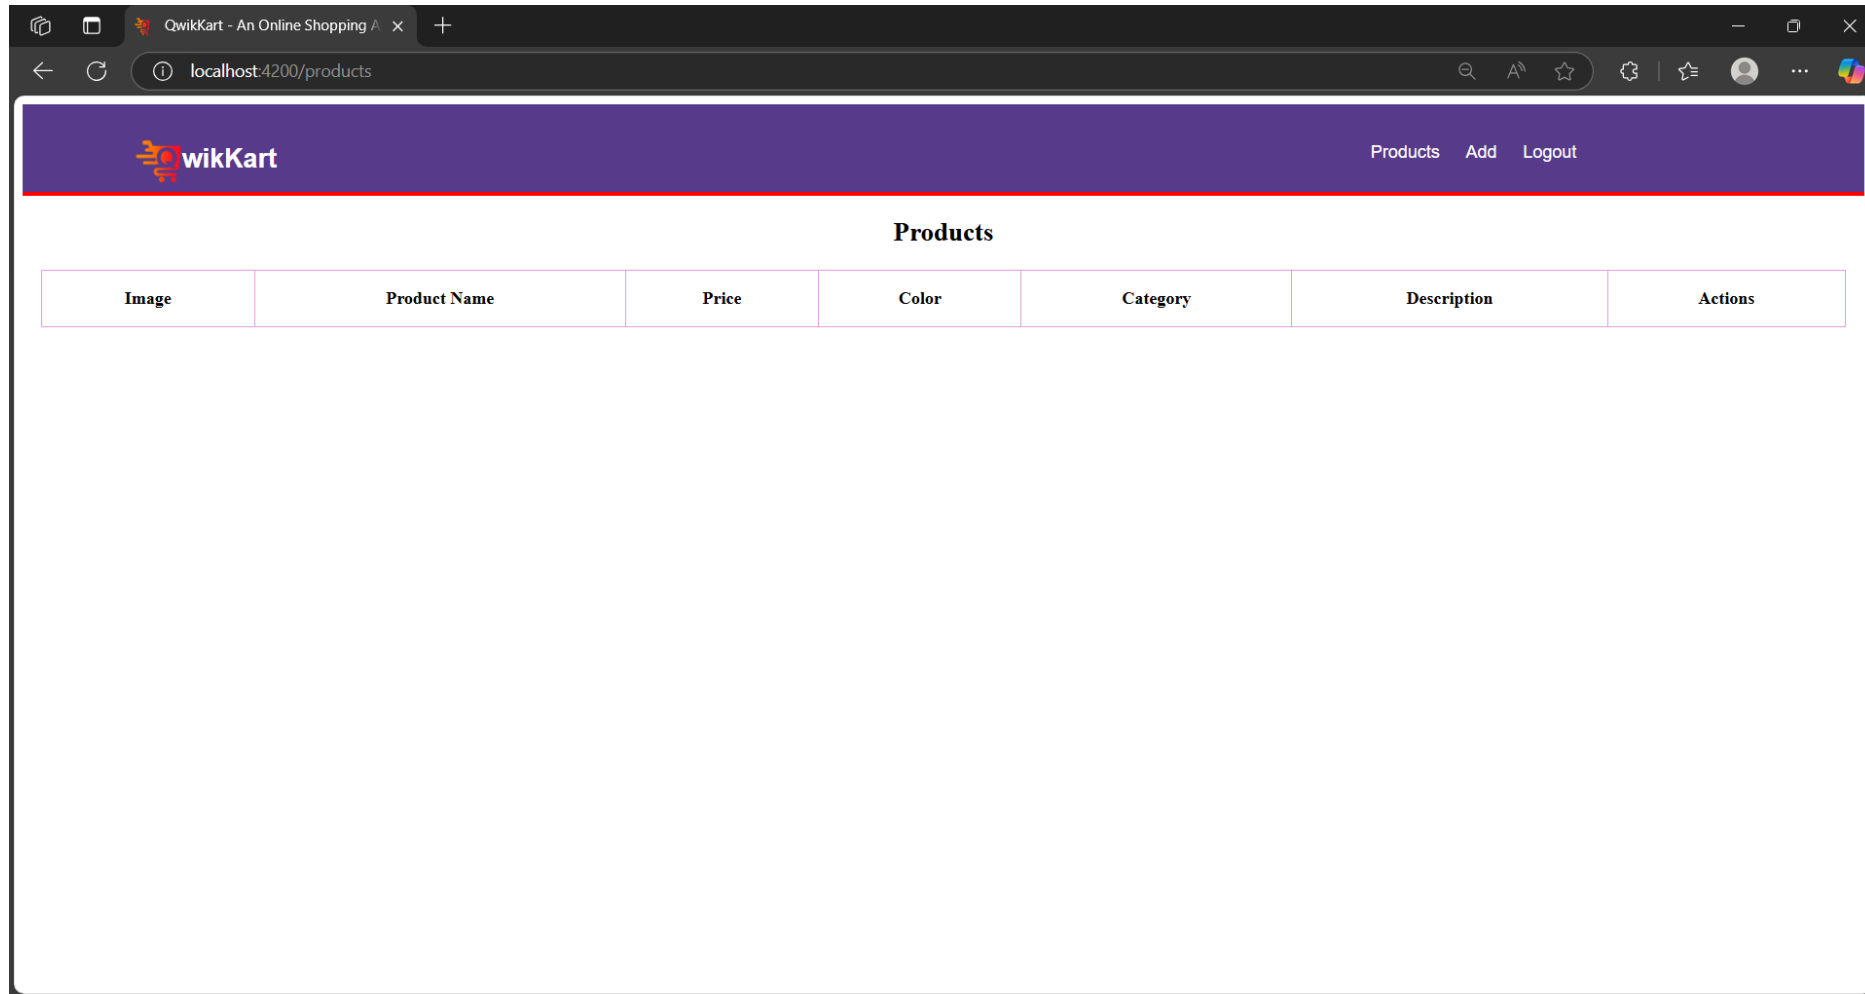 QwikKart - An Online Shopping A
localhost:4200/products
wikKart
Products Add Logout
Products
Image Product Name Price Color Category Description Actions